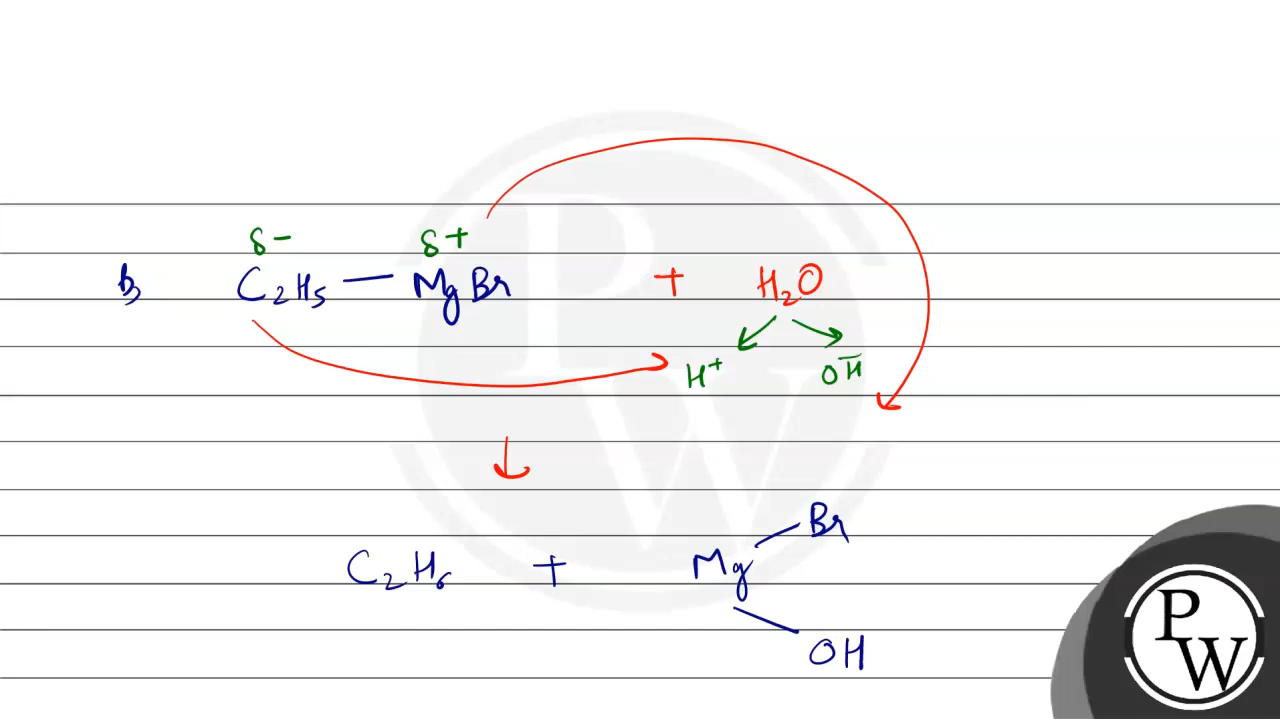 δ- δ+
b, C₂H₅ — MgBr + H₂O
H⁺ OH̅
C₂H₆ + Mg Br
OH
P
W
P
W